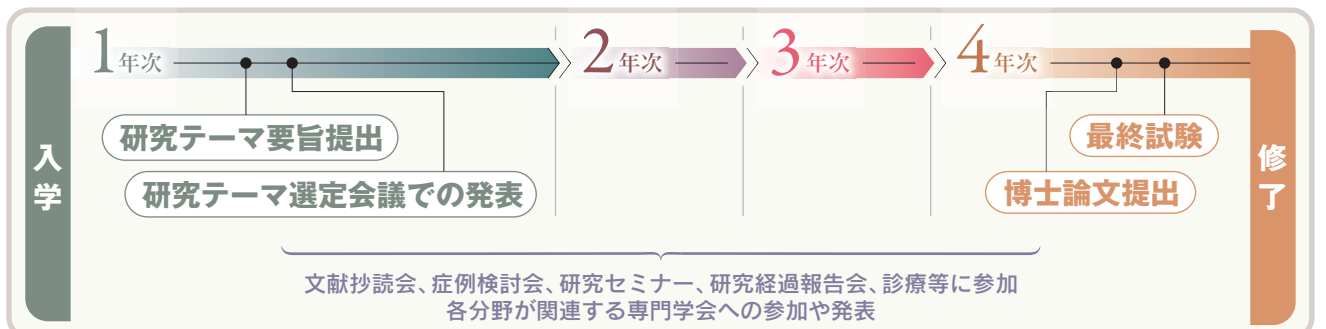 入学
1年次
2年次
3年次
4年次
研究テーマ要旨提出
研究テーマ選定会議での発表
最終試験
博士論文提出
修了
文献抄読会、症例検討会、研究セミナー、研究経過報告会、診療等に参加
各分野が関連する専門学会への参加や発表